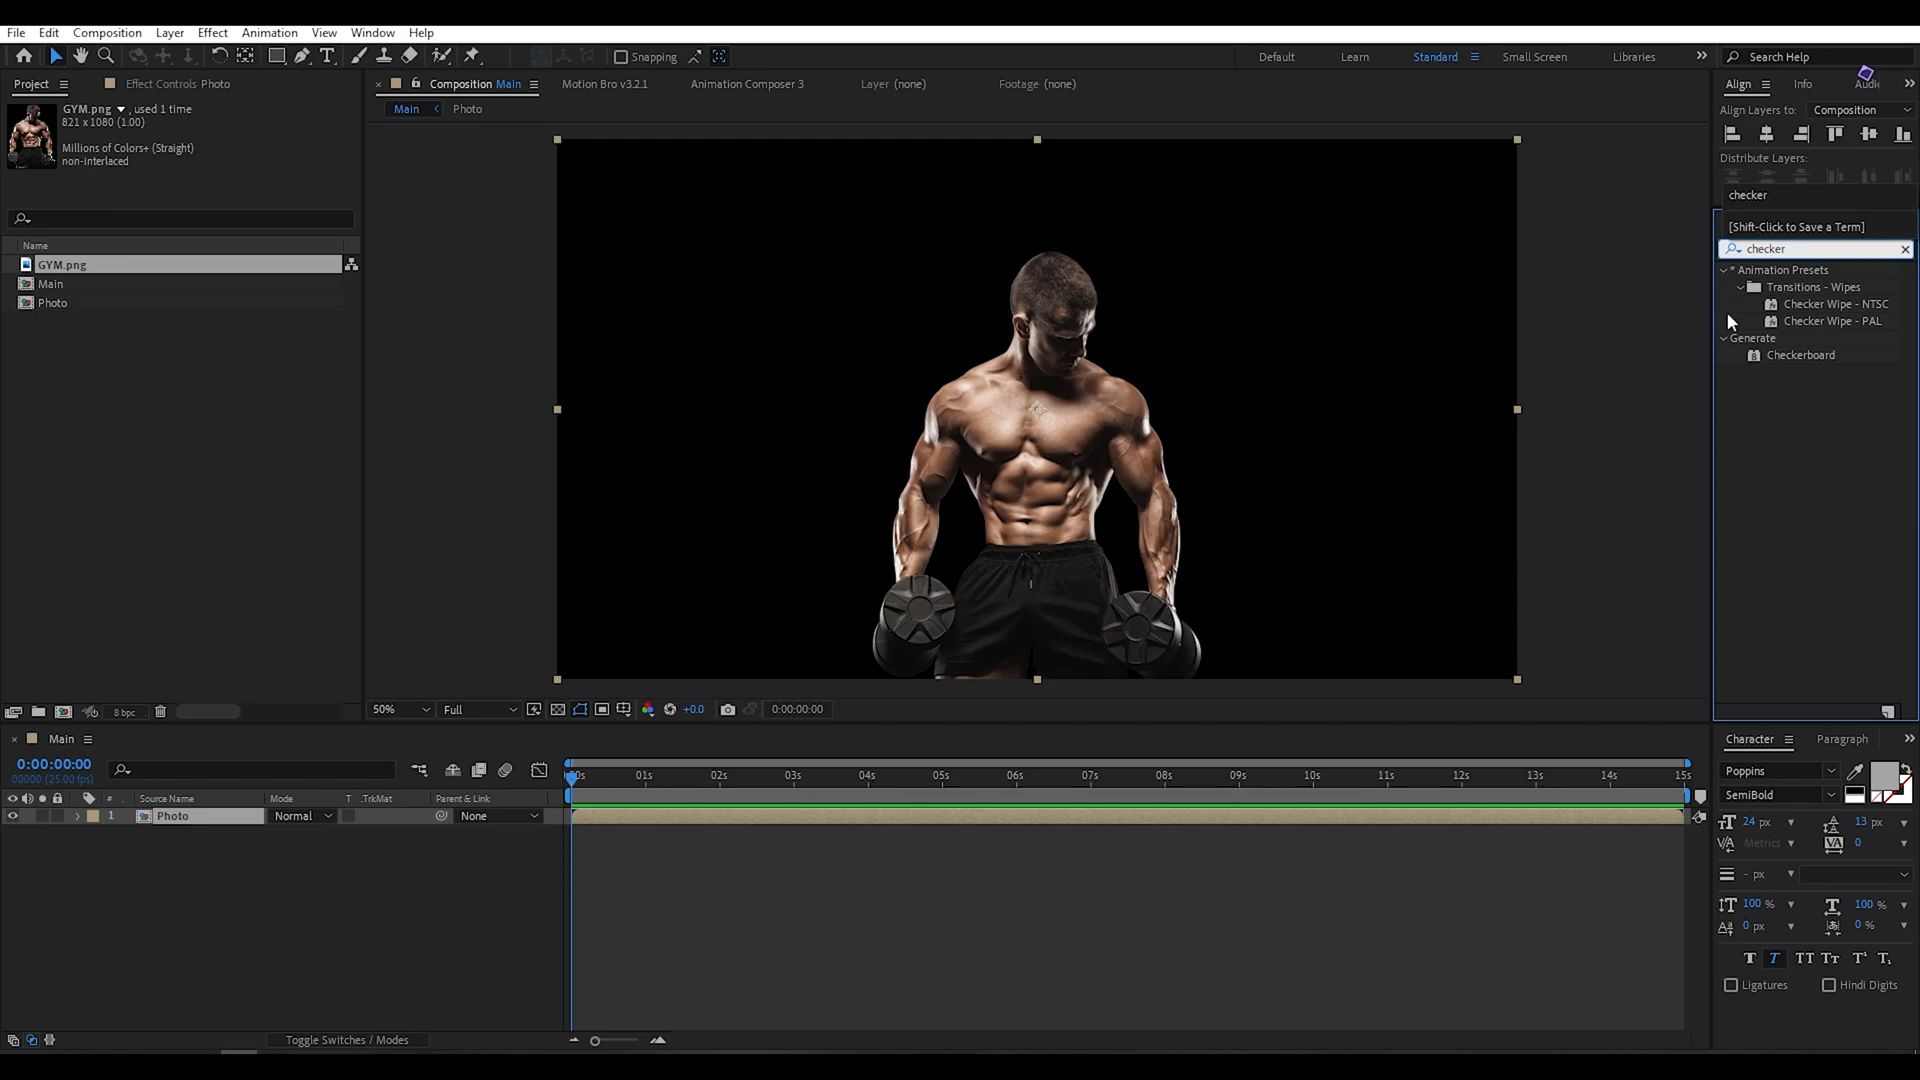 File Edit Composition Layer Effect Animation View Window Help
Snapping Default Learn Standard Small Screen Libraries Search Help
Project Effect Controls Photo Composition Main Motion Bro v3.2.1 Animation Composer 3 Layer (none) Footage (none) Align Info
GYM.png , used 1 time
821 x 1080 (1.00)
Millions of Colors+ (Straight)
non-interlaced
Main Photo
Align Layers to: Composition
Distribute Layers:
checker
[Shift-Click to Save a Term]
checker
* Animation Presets
Transitions - Wipes
Checker Wipe - NTSC
Checker Wipe - PAL
Generate
Checkerboard
Name
GYM.png
Main
Photo
8 bpc
50% Full +0.0 0:00:00:00
Main
0:00:00:00
00000 (25.00 fps)
01s 02s 03s 04s 05s 06s 07s 08s 09s 10s 11s 12s 13s 14s 15s
# Source Name Mode T .TrkMat Parent & Link
1 Photo Normal None
Toggle Switches / Modes
Character Paragraph
Poppins
SemiBold
24 px 13 px
Metrics 0
- px
100 % 100 %
0 px 0 %
T T TT Tr T¹ T₁
Ligatures Hindi Digits